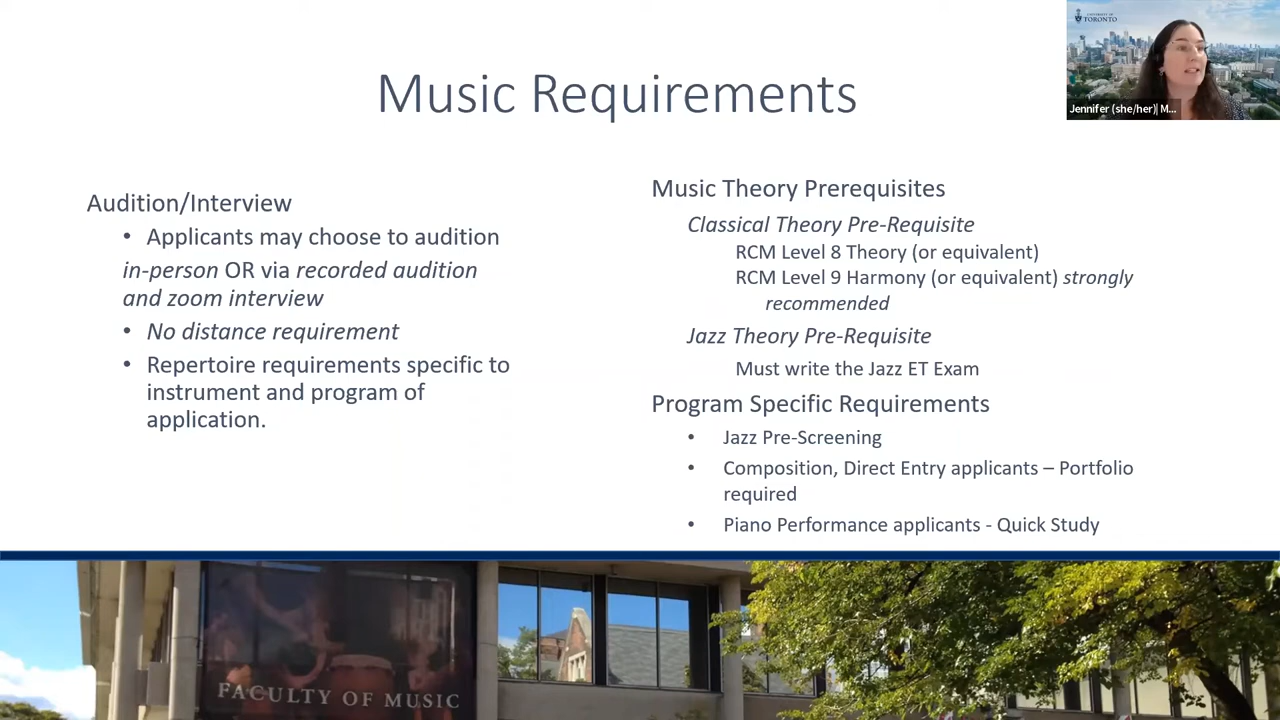 UNIVERSITY OF
TORONTO
Jennifer (she/her)| M...
Music Requirements
Audition/Interview
• Applicants may choose to audition
in-person OR via recorded audition
and zoom interview
• No distance requirement
• Repertoire requirements specific to
instrument and program of
application.
Music Theory Prerequisites
Classical Theory Pre-Requisite
RCM Level 8 Theory (or equivalent)
RCM Level 9 Harmony (or equivalent) strongly
recommended
Jazz Theory Pre-Requisite
Must write the Jazz ET Exam
Program Specific Requirements
• Jazz Pre-Screening
• Composition, Direct Entry applicants – Portfolio
required
• Piano Performance applicants - Quick Study
FACULTY OF MUSIC